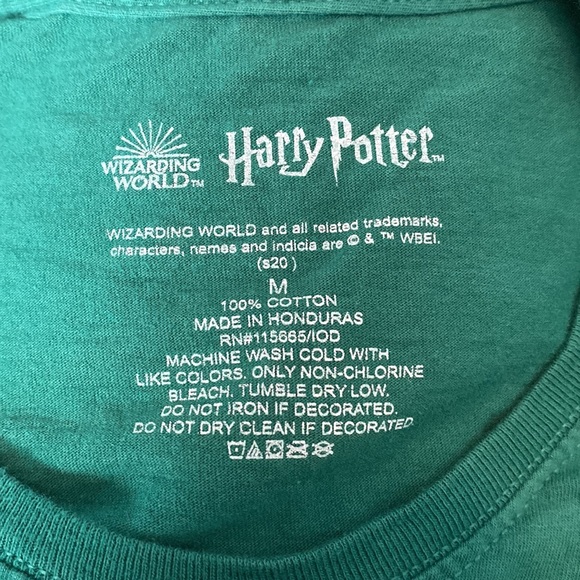 WIZARDING
WORLD™
Harry Potter™
WIZARDING WORLD and all related trademarks,
characters, names and indicia are © & ™ WBEI.
(s20 )
M
100% COTTON
MADE IN HONDURAS
RN#115665/IOD
MACHINE WASH COLD WITH
LIKE COLORS. ONLY NON-CHLORINE
BLEACH. TUMBLE DRY LOW.
DO NOT IRON IF DECORATED.
DO NOT DRY CLEAN IF DECORATED